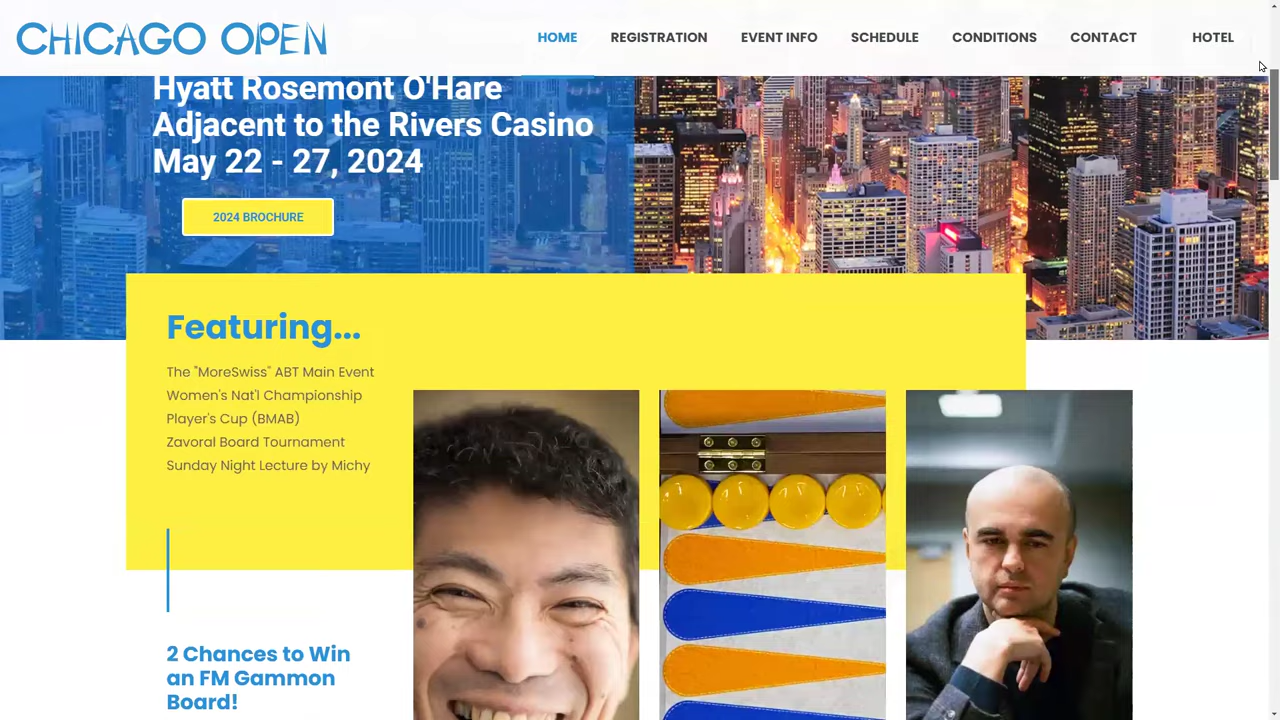 CHICAGO OPEN
HOME REGISTRATION EVENT INFO SCHEDULE CONDITIONS CONTACT HOTEL
Hyatt Rosemont O'Hare
Adjacent to the Rivers Casino
May 22 - 27, 2024
2024 BROCHURE
Featuring...
The "MoreSwiss" ABT Main Event
Women's Nat'l Championship
Player's Cup (BMAB)
Zavoral Board Tournament
Sunday Night Lecture by Michy
2 Chances to Win
an FM Gammon
Board!